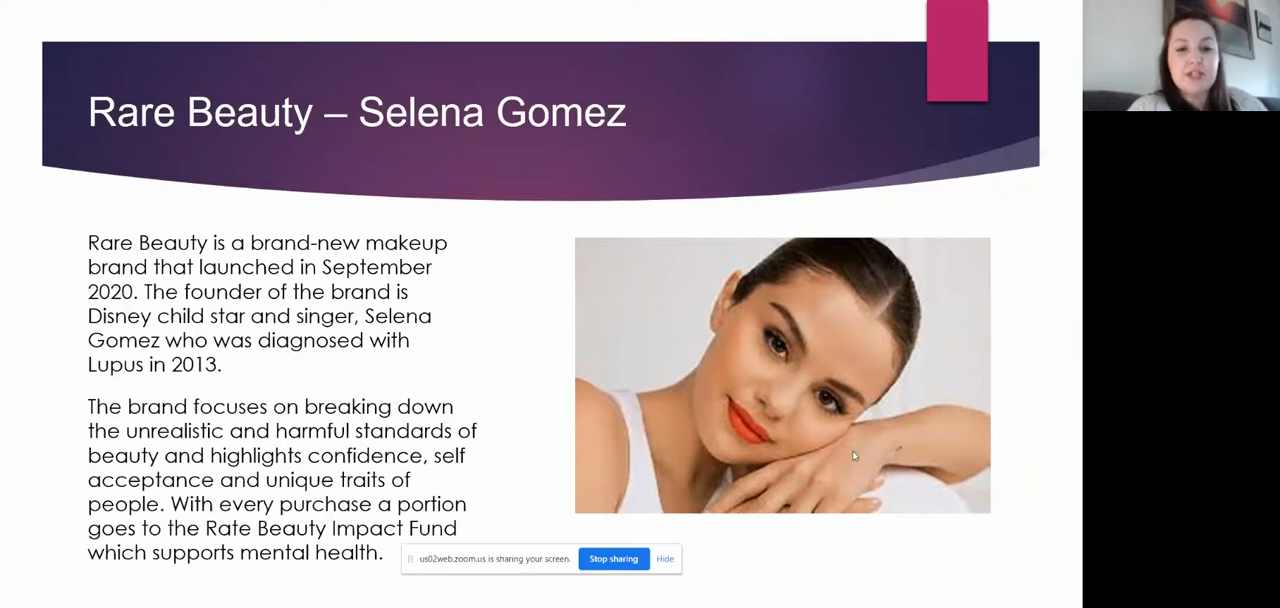 Rare Beauty – Selena Gomez
Rare Beauty is a brand-new makeup
brand that launched in September
2020. The founder of the brand is
Disney child star and singer, Selena
Gomez who was diagnosed with
Lupus in 2013.
The brand focuses on breaking down
the unrealistic and harmful standards of
beauty and highlights confidence, self
acceptance and unique traits of
people. With every purchase a portion
goes to the Rate Beauty Impact Fund
which supports mental health.
us02web.zoom.us is sharing your screen. Stop sharing Hide